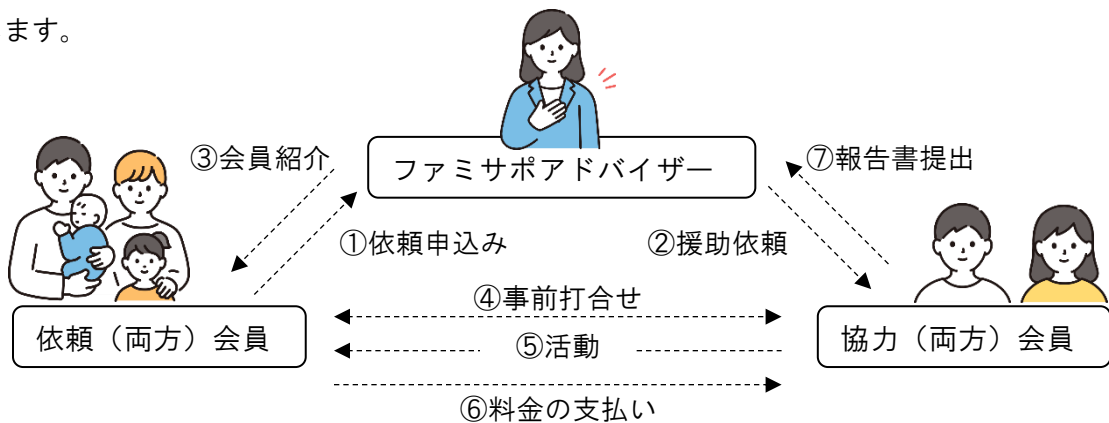 ます。
③会員紹介
ファミサポアドバイザー
⑦報告書提出
①依頼申込み
②援助依頼
④事前打合せ
依頼（両方）会員
⑤活動
協力（両方）会員
⑥料金の支払い